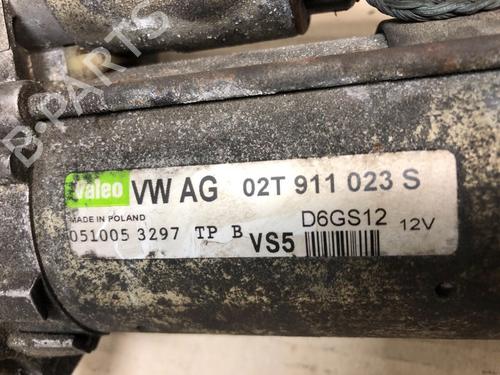 B-PARTS
Valeo VW AG 02T 911 023 S
MADE IN POLAND
D6GS12 12V
051005 3297 TP B VS5